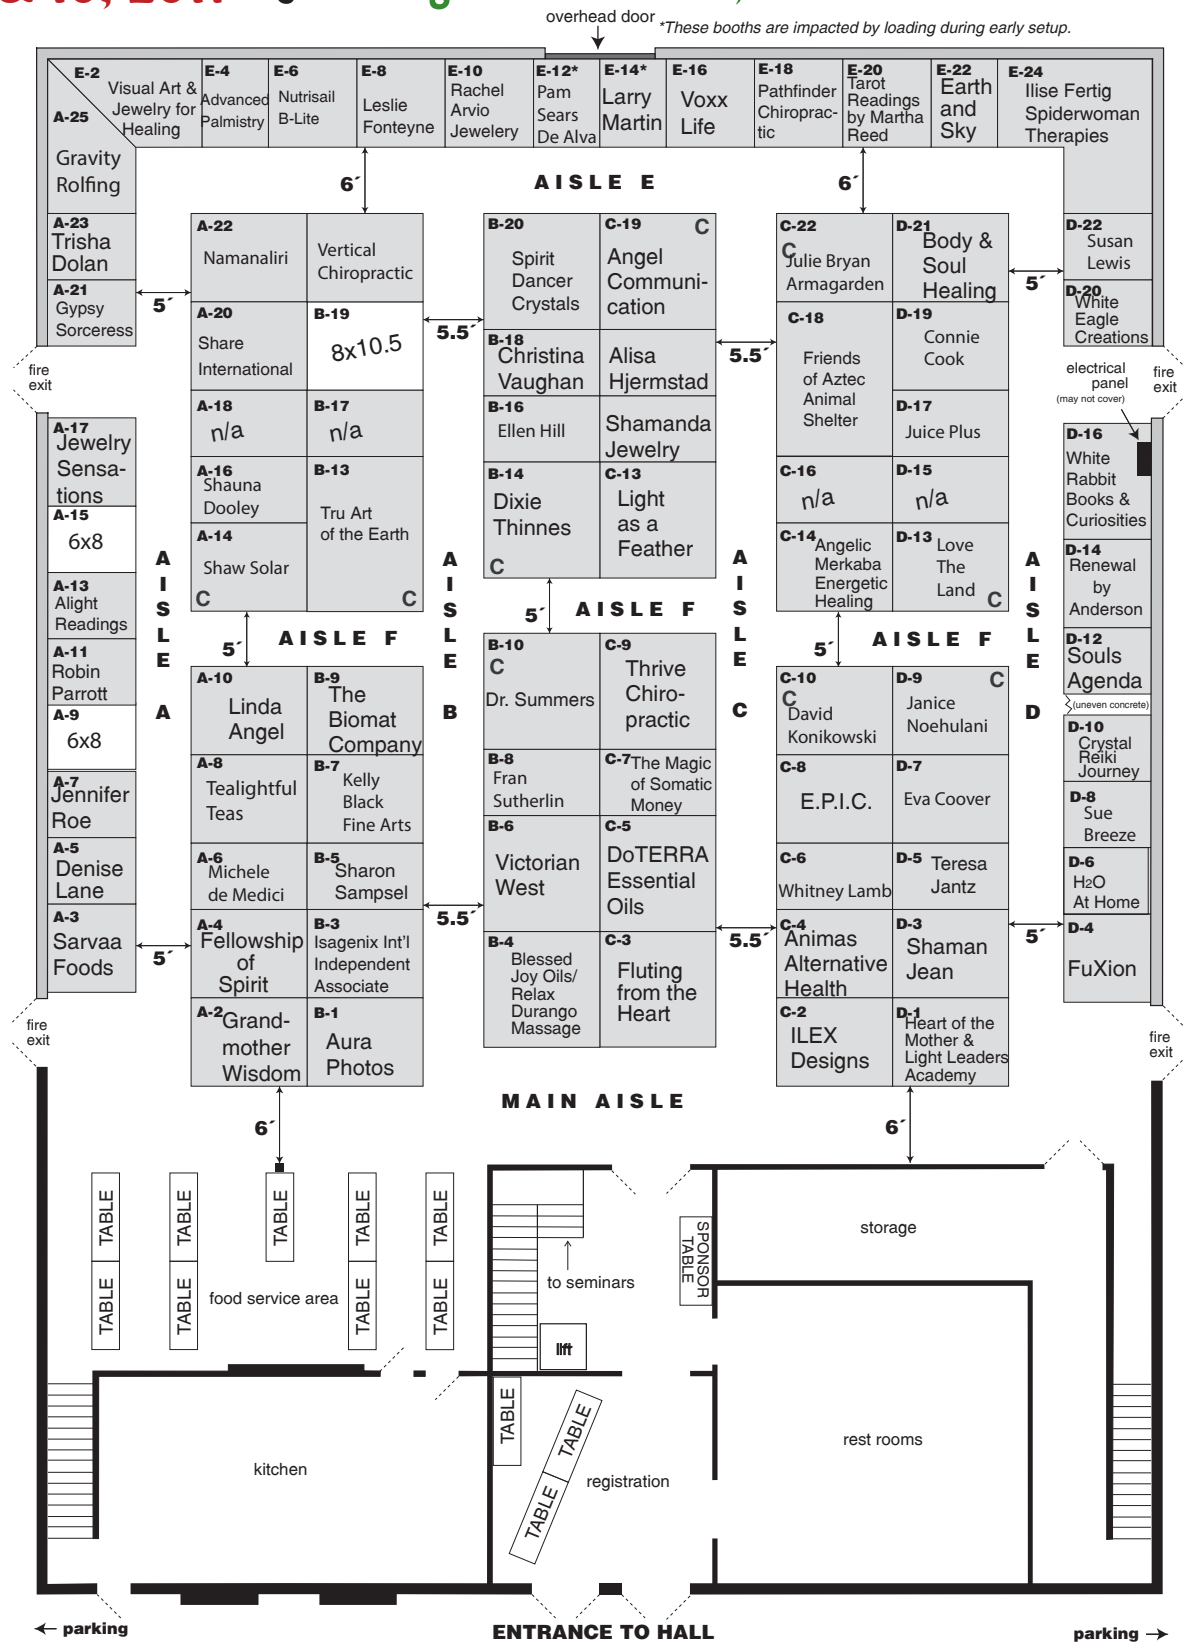 overhead door
*These booths are impacted by loading during early setup.
E-2
Visual Art &
Jewelry for
Healing
E-4
Advanced
Palmistry
E-6
Nutrisail
B-Lite
E-8
Leslie
Fonteyne
E-10
Rachel
Arvio
Jewelery
E-12*
Pam
Sears
De Alva
E-14*
Larry
Martin
E-16
Voxx
Life
E-18
Pathfinder
Chiroprac-
tic
E-20
Tarot
Readings
by Martha
Reed
E-22
Earth
and
Sky
E-24
Ilise Fertig
Spiderwoman
Therapies
A-25
Gravity
Rolfing
6´
AISLE E
6´
A-23
Trisha
Dolan
A-21
Gypsy
Sorceress
5´
fire
exit
A-17
Jewelry
Sensa-
tions
A-15
6x8
A-13
Alight
Readings
A-11
Robin
Parrott
A-9
6x8
A-7
Jennifer
Roe
A-5
Denise
Lane
A-3
Sarvaa
Foods
5´
fire
exit
AISLE
A
A-22
Namanaliri
Vertical
Chiropractic
A-20
Share
International
B-19
8x10.5
A-18
n/a
B-17
n/a
A-16
Shauna
Dooley
B-13
Tru Art
of the Earth
A-14
Shaw Solar
C
C
5´
AISLE F
A-10
Linda
Angel
B-9
The
Biomat
Company
A-8
Tealightful
Teas
B-7
Kelly
Black
Fine Arts
A-6
Michele
de Medici
B-5
Sharon
Sampsel
A-4
Fellowship
of
Spirit
B-3
Isagenix Int'l
Independent
Associate
A-2
Grand-
mother
Wisdom
B-1
Aura
Photos
5.5´
AISLE
B
5.5´
B-20
Spirit
Dancer
Crystals
C-19
C
Angel
Communi-
cation
B-18
Christina
Vaughan
Alisa
Hjermstad
B-16
Ellen Hill
Shamanda
Jewelry
B-14
Dixie
Thinnes
C
C-13
Light
as a
Feather
5´
AISLE F
B-10
C
Dr. Summers
C-9
Thrive
Chiro-
practic
B-8
Fran
Sutherlin
C-7
The Magic
of Somatic
Money
B-6
Victorian
West
C-5
DoTERRA
Essential
Oils
B-4
Blessed
Joy Oils/
Relax
Durango
Massage
C-3
Fluting
from the
Heart
5.5´
AISLE
C
5.5´
C-22
C
Julie Bryan
Armagarden
D-21
Body &
Soul
Healing
C-18
Friends
of Aztec
Animal
Shelter
D-19
Connie
Cook
D-17
Juice Plus
C-16
n/a
D-15
n/a
C-14
Angelic
Merkaba
Energetic
Healing
D-13
Love
The
Land
C
5´
AISLE F
C-10
C
David
Konikowski
D-9
C
Janice
Noehulani
C-8
E.P.I.C.
D-7
Eva Coover
C-6
Whitney Lamb
D-5
Teresa
Jantz
C-4
Animas
Alternative
Health
D-3
Shaman
Jean
C-2
ILEX
Designs
D-1
Heart of the
Mother &
Light Leaders
Academy
5´
AISLE
D
5´
D-22
Susan
Lewis
D-20
White
Eagle
Creations
electrical
panel
(may not cover)
fire
exit
D-16
White
Rabbit
Books &
Curiosities
D-14
Renewal
by
Anderson
D-12
Souls
Agenda
(uneven concrete)
D-10
Crystal
Reiki
Journey
D-8
Sue
Breeze
D-6
H2O
At Home
D-4
FuXion
fire
exit
MAIN AISLE
6´
6´
TABLE
TABLE
TABLE
TABLE
TABLE
TABLE
TABLE
TABLE
TABLE
food service area
to seminars
lift
SPONSOR
TABLE
storage
kitchen
TABLE
TABLE
TABLE
registration
rest rooms
parking
ENTRANCE TO HALL
parking